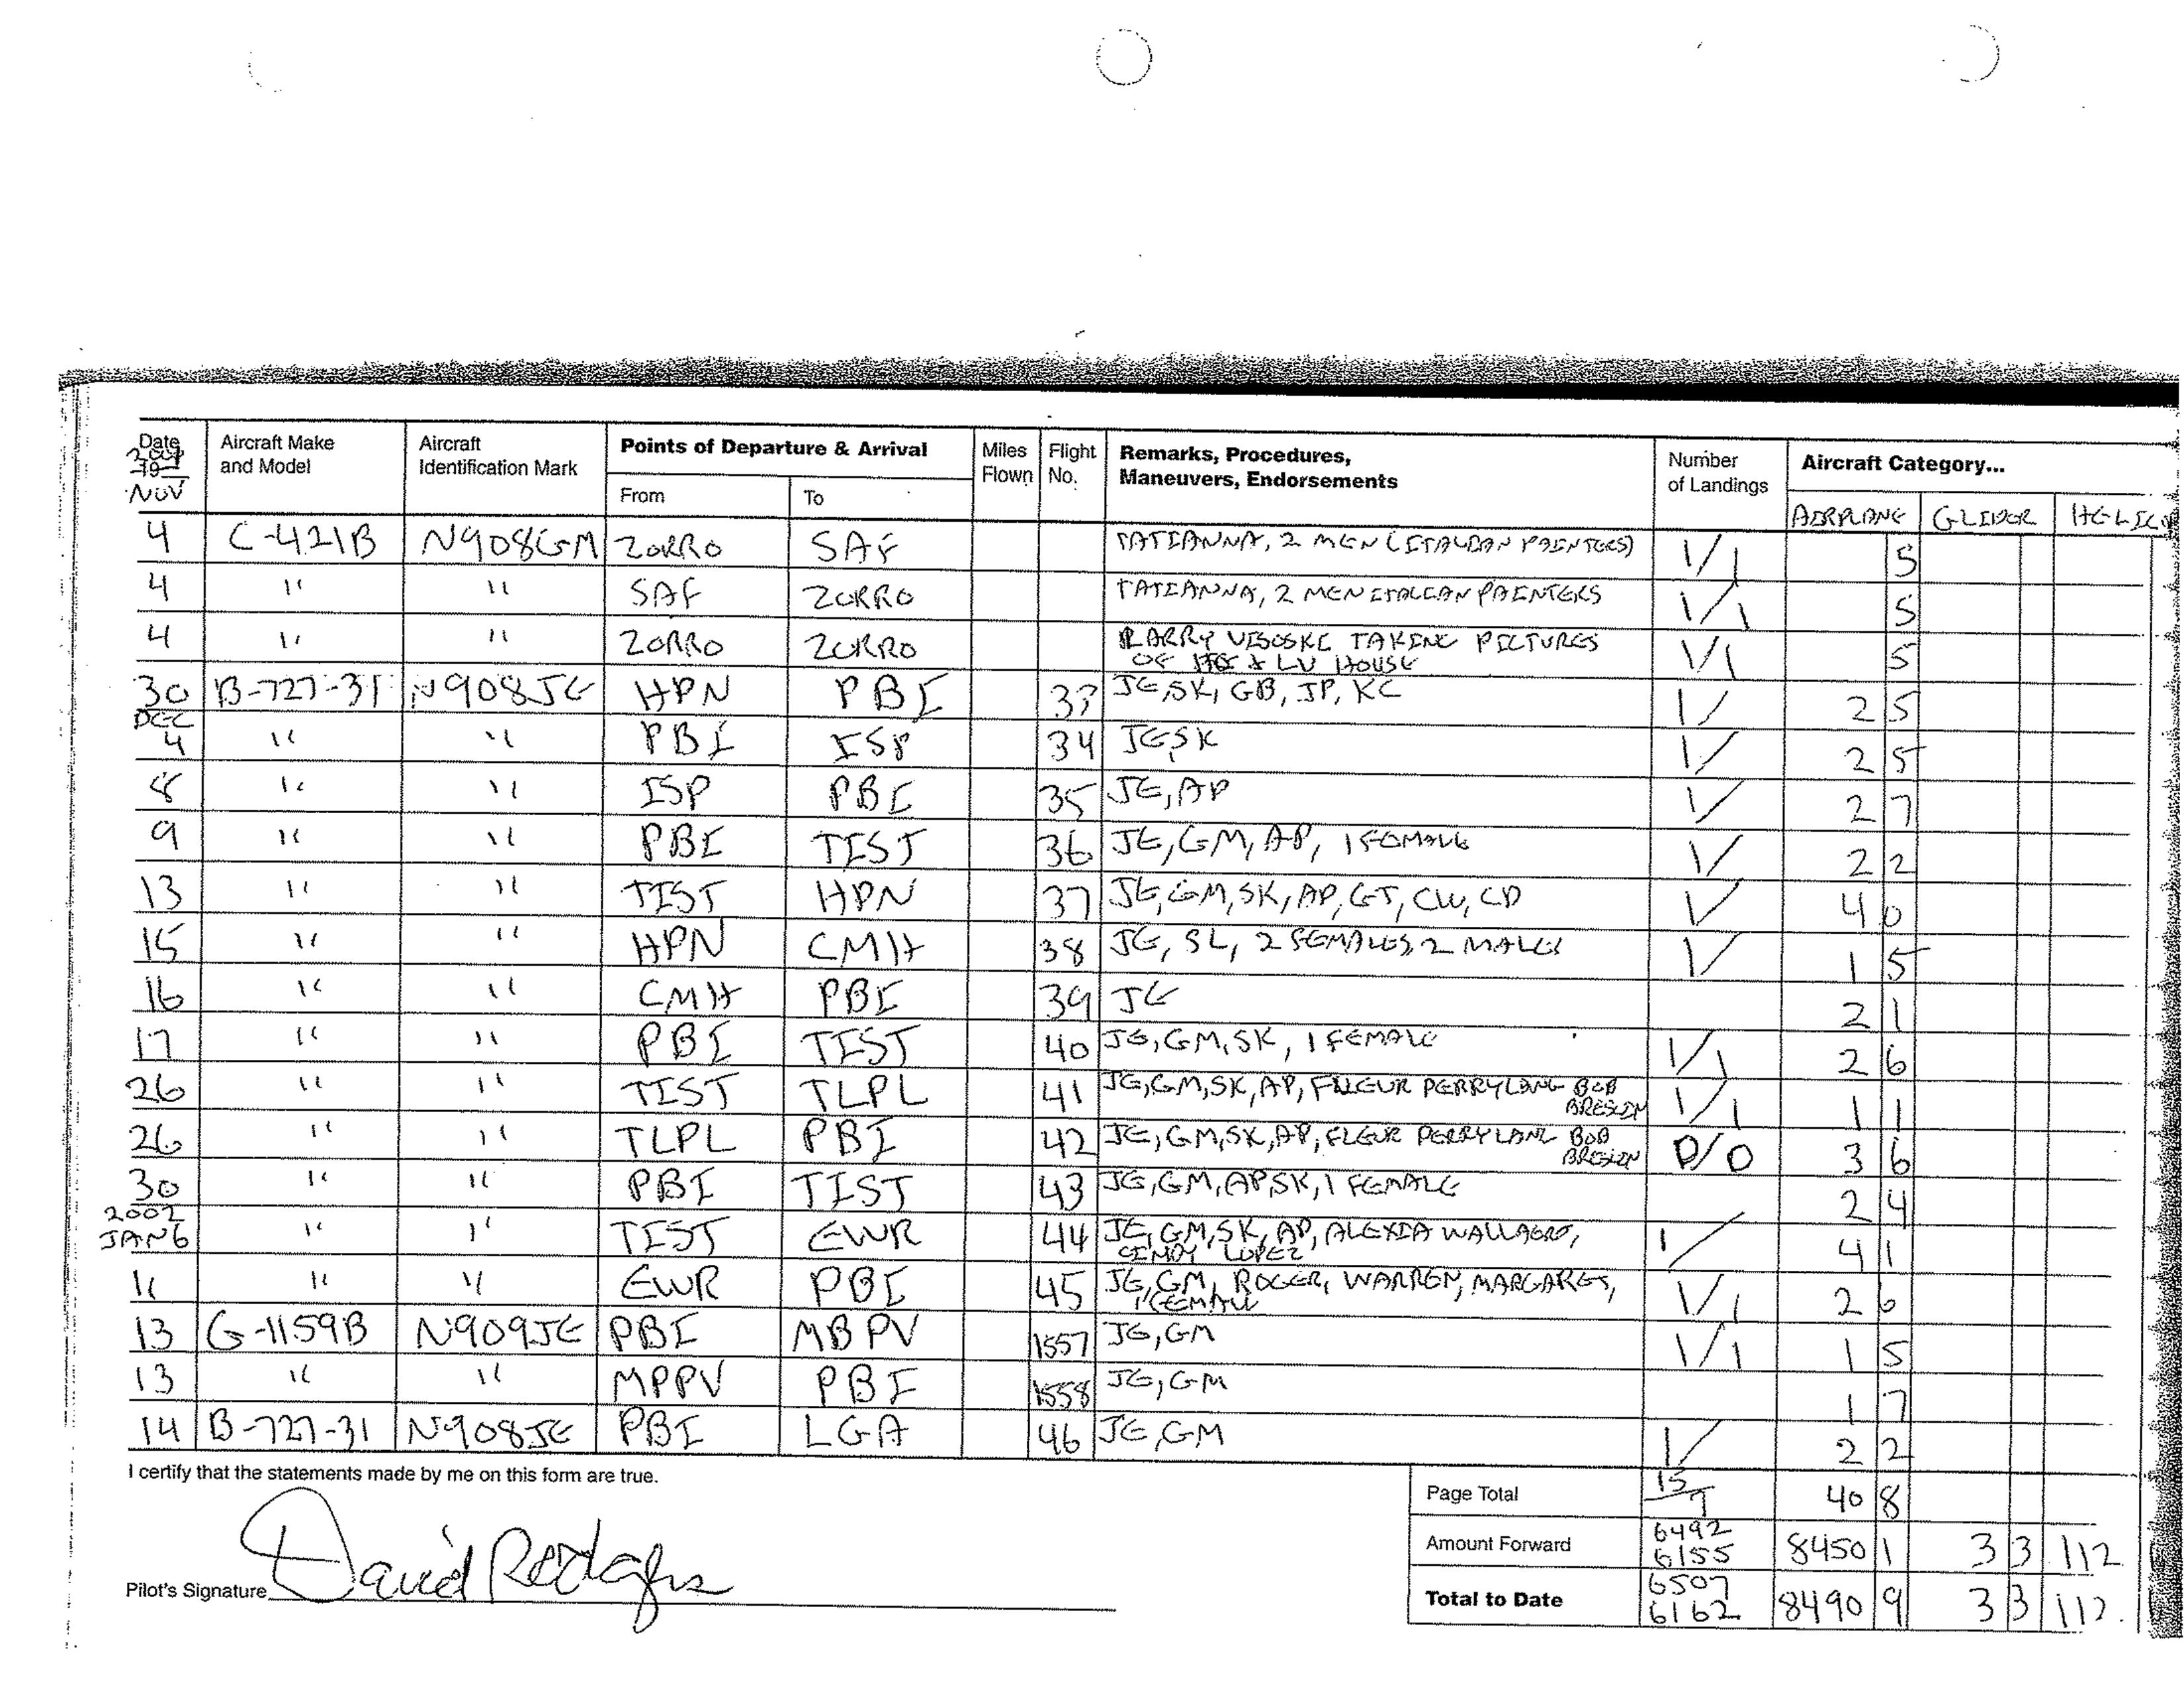 Date Aircraft Make and Model Aircraft Identification Mark Points of Departure & Arrival Miles Flown Flight No. Remarks, Procedures, Maneuvers, Endorsements Number of Landings Aircraft Category...
2001 19 NOV From To AIRPLANE GLIDER
4 C-421B N908GM ZORRO SAF TATIANNA, 2 MEN (ITALIAN PAINTERS) 1/1 5
4 " " SAF ZORRO TATIANNA, 2 MEN ITALIAN PAINTERS 1/1 5
4 " " ZORRO ZORRO LARRY VISOSKI TAKING PICTURES
OF & LV HOUSE 1/1 5
30 B-727-31 N908JE HPN PBI 33 JE, SK, GB, JP, KC 1/ 2 5
DEC
4 " " PBI ISP 34 JE, SK 1/ 2 5
8 " " ISP PBI 35 JE, AP 1/ 2 7
9 " " PBI TIST 36 JE, GM, AP, 1 FEMALE 1/ 2 2
13 " " TIST HPN 37 JE, GM, SK, AP, GT, CW, CD 1/ 4 0
15 " " HPN CMH 38 JE, SL, 2 FEMALES, 2 MALES 1/ 1 5
16 " " CMH PBI 39 JE 2 1
17 " " PBI TIST 40 JE, GM, SK, 1 FEMALE 1/1 2 6
26 " " TIST TLPL 41 JE, GM, SK, AP, FLEUR PERRYLANG BOB
BRESLIN 1/1 1 1
26 " " TLPL PBI 42 JE, GM, SK, AP, FLEUR PERRYLANG BOB
BRESLIN 0/0 3 6
30 " " PBI TIST 43 JE, GM, AP, SK, 1 FEMALE 2 4
2002
JAN 6 " " TIST EWR 44 JE, GM, SK, AP, ALEXIA WALLAERT,
CINDY LOPEZ 1/ 4 1
11 " " EWR PBI 45 JE, GM, ROGER, WARREN, MARGARET,
1 FEMALE 1/1 2 6
13 G-1159B N909JE PBI MBPV 1557 JE, GM 1/1 1 5
13 " " MPPV PBI 1558 JE, GM 1 7
14 B-727-31 N908JE PBI LGA 46 JE, GM 1/ 2 2
I certify that the statements made by me on this form are true.
Page Total 15/7 40 8
Amount Forward 6492 6155 8450 1 3 3 112
Pilot's Signature David Rodgers
Total to Date 6507 6162 8490 9 3 3 112